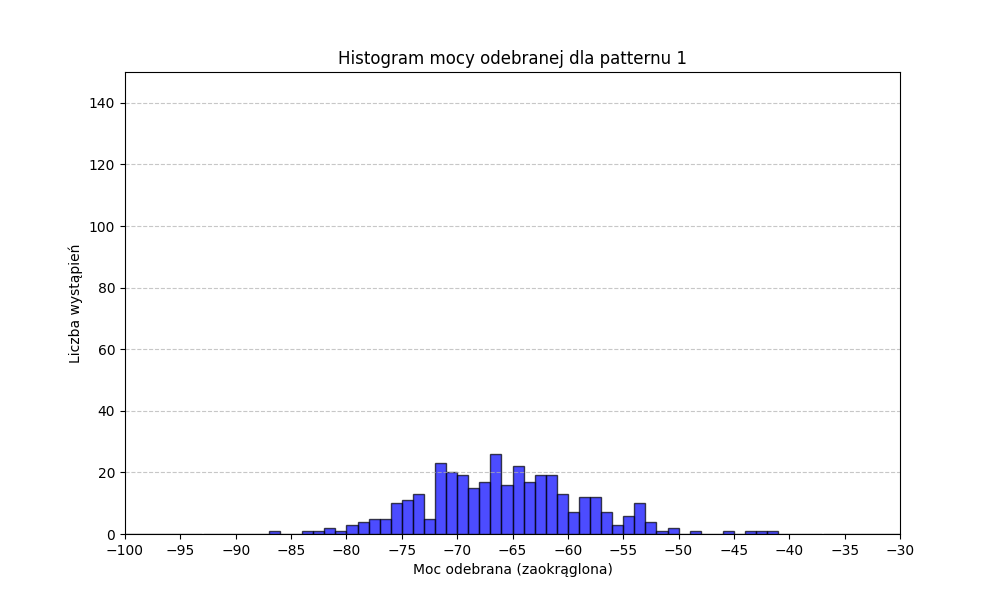 Histogram mocy odebranej dla patternu 1
Liczba wystąpień
140
120
100
80
60
40
20
0
−100 −95 −90 −85 −80 −75 −70 −65 −60 −55 −50 −45 −40 −35 −30
Moc odebrana (zaokrąglona)